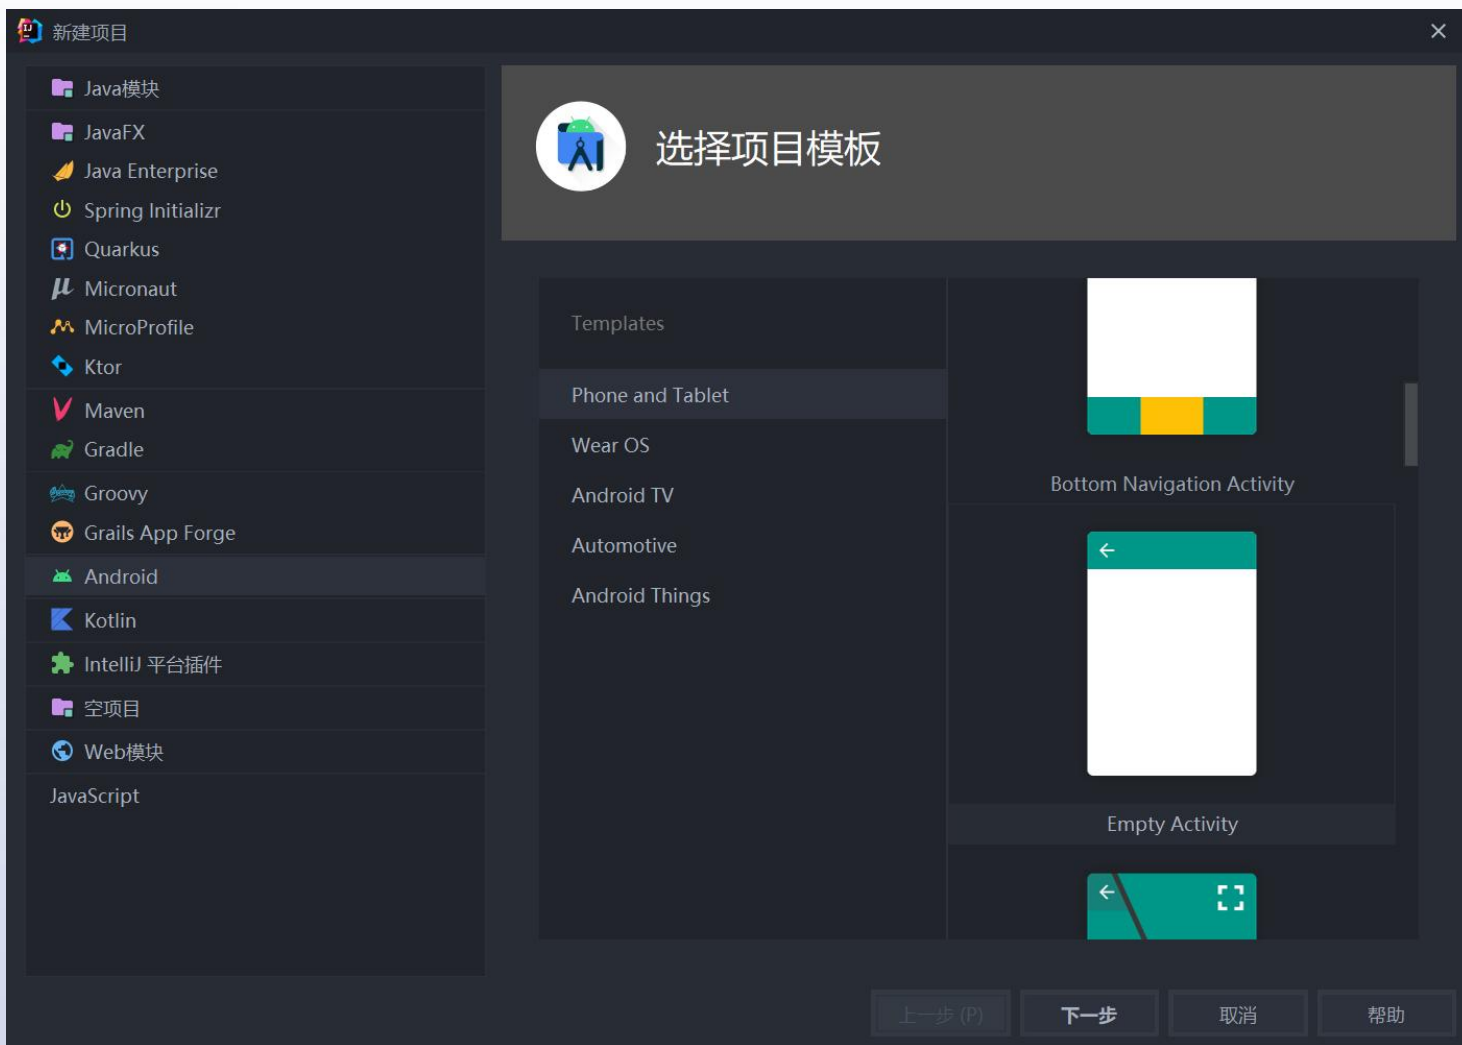 新建项目
Java模块
JavaFX
Java Enterprise
Spring Initializr
Quarkus
Micronaut
MicroProfile
Ktor
Maven
Gradle
Groovy
Grails App Forge
Android
Kotlin
IntelliJ 平台插件
空项目
Web模块
JavaScript
选择项目模板
Templates
Phone and Tablet
Wear OS
Android TV
Automotive
Android Things
Bottom Navigation Activity
Empty Activity
上一步 (P)
下一步
取消
帮助